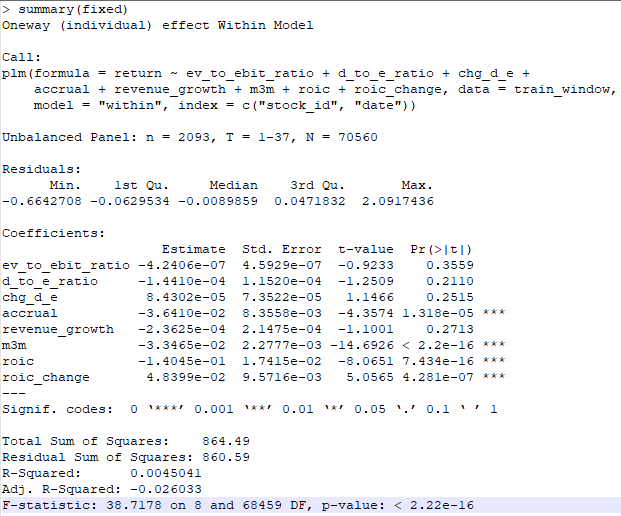 > summary(fixed)
Oneway (individual) effect Within Model
Call:
plm(formula = return ~ ev_to_ebit_ratio + d_to_e_ratio + chg_d_e +
    accrual + revenue_growth + m3m + roic + roic_change, data = train_window,
    model = "within", index = c("stock_id", "date"))
Unbalanced Panel: n = 2093, T = 1-37, N = 70560
Residuals:
      Min.    1st Qu.     Median    3rd Qu.       Max.
-0.6642708 -0.0629534 -0.0089859  0.0471832  2.0917436
Coefficients:
                    Estimate  Std. Error  t-value  Pr(>|t|)
ev_to_ebit_ratio -4.2406e-07  4.5929e-07  -0.9233    0.3559
d_to_e_ratio     -1.4410e-04  1.1520e-04  -1.2509    0.2110
chg_d_e           8.4302e-05  7.3522e-05   1.1466    0.2515
accrual          -3.6410e-02  8.3558e-03  -4.3574 1.318e-05 ***
revenue_growth   -2.3625e-04  2.1475e-04  -1.1001    0.2713
m3m              -3.3465e-02  2.2777e-03 -14.6926 < 2.2e-16 ***
roic             -1.4045e-01  1.7415e-02  -8.0651 7.434e-16 ***
roic_change       4.8399e-02  9.5716e-03   5.0565 4.281e-07 ***
---
Signif. codes:  0 ‘***’ 0.001 ‘**’ 0.01 ‘*’ 0.05 ‘.’ 0.1 ‘ ’ 1
Total Sum of Squares:    864.49
Residual Sum of Squares: 860.59
R-Squared:      0.0045041
Adj. R-Squared: -0.026033
F-statistic: 38.7178 on 8 and 68459 DF, p-value: < 2.22e-16